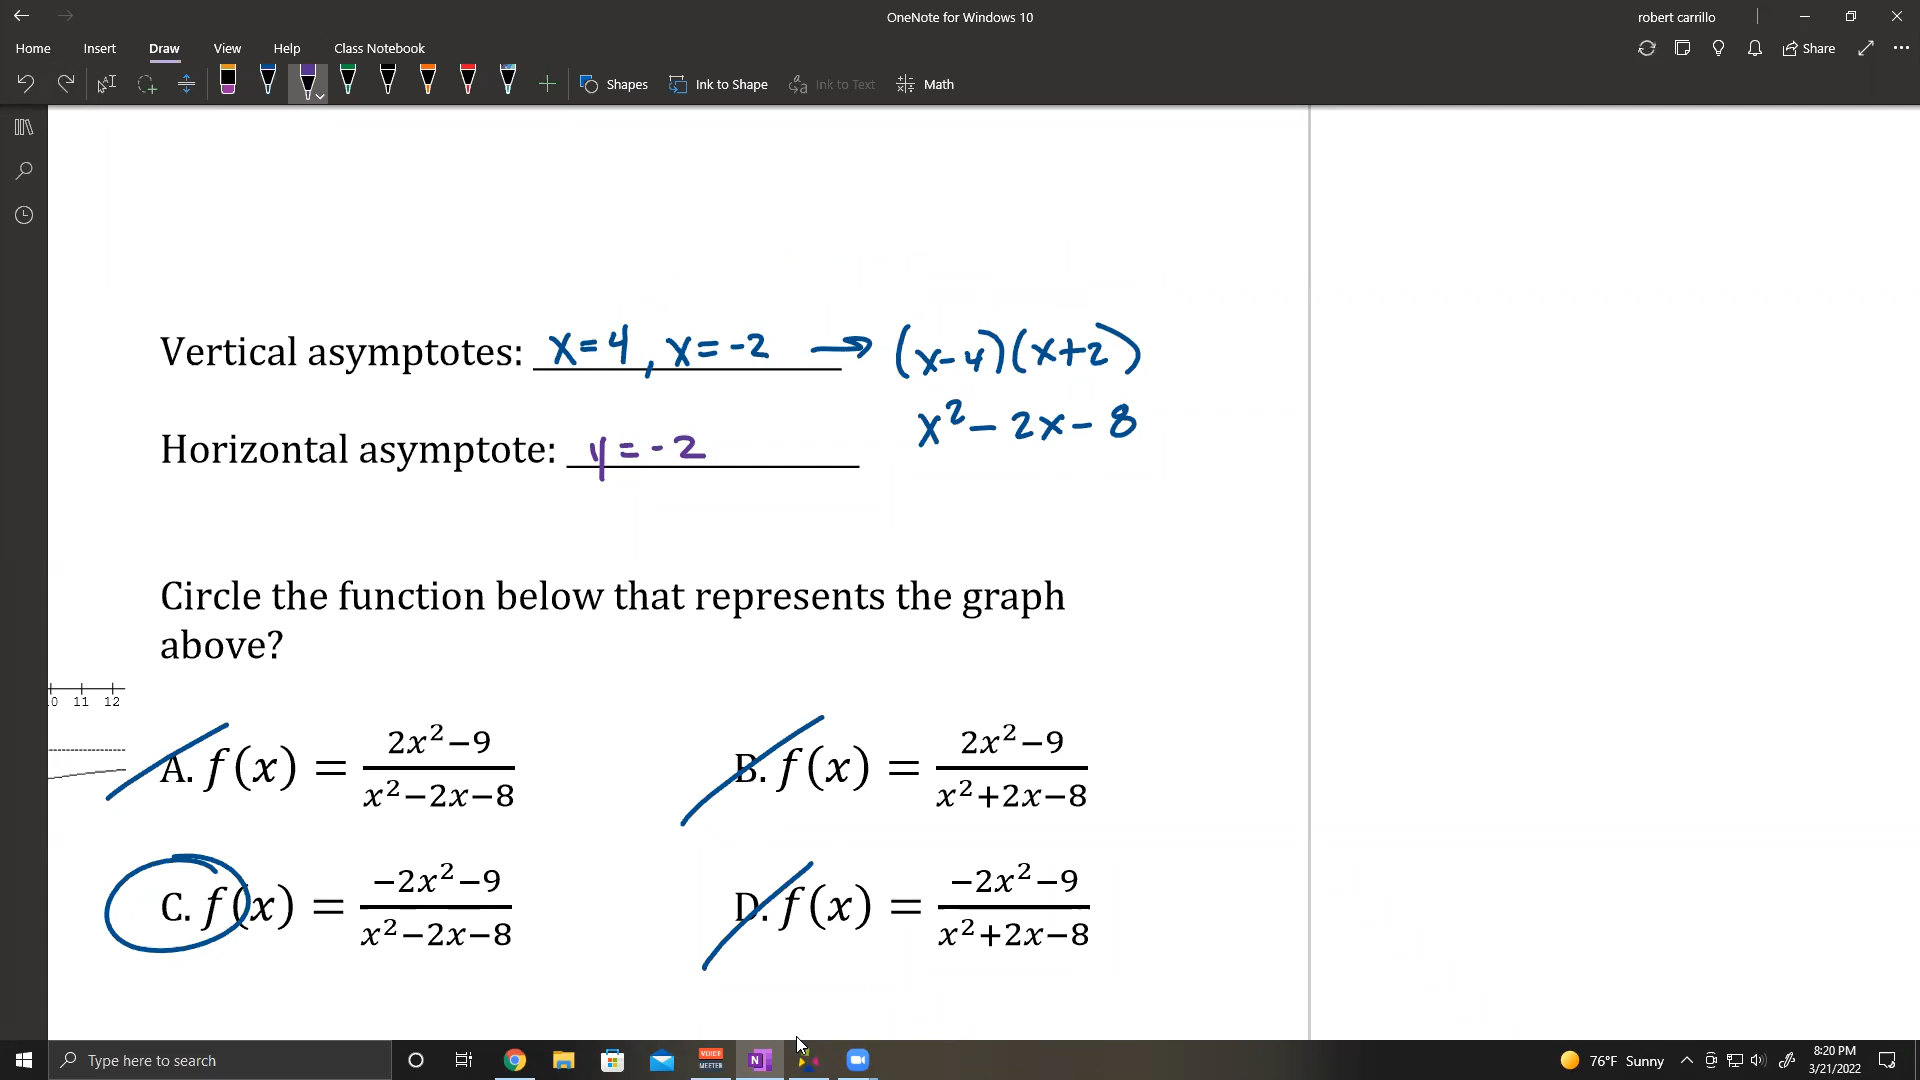 OneNote for Windows 10
robert carrillo
Home Insert Draw View Help Class Notebook
Share
Shapes Ink to Shape Ink to Text Math
Vertical asymptotes: x=4, x=-2 → (x-4)(x+2)
x²-2x-8
Horizontal asymptote: y=-2
Circle the function below that represents the graph
above?
11 12
A. f(x) = (2x²−9)/(x²−2x−8)
B. f(x) = (2x²−9)/(x²+2x−8)
C. f(x) = (−2x²−9)/(x²−2x−8)
D. f(x) = (−2x²−9)/(x²+2x−8)
Type here to search
VOICE
MEETER
N
76°F Sunny
8:20 PM
3/21/2022